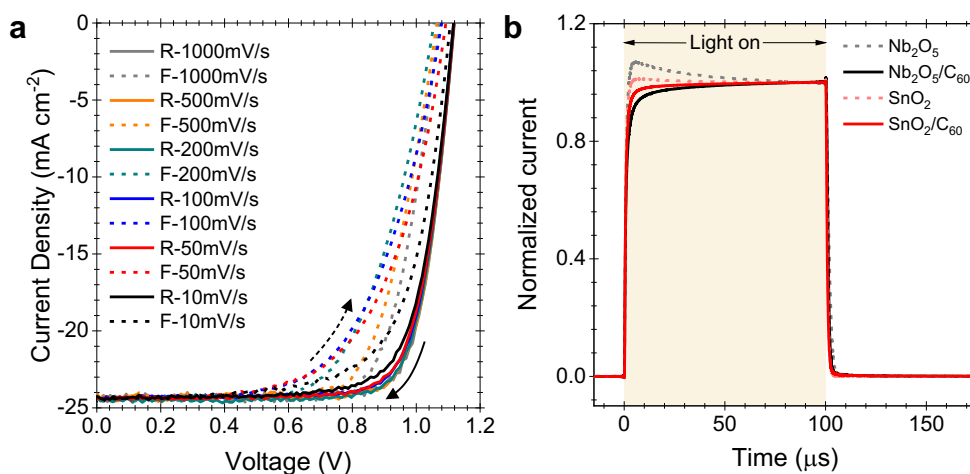 a
R-1000mV/s
F-1000mV/s
R-500mV/s
F-500mV/s
R-200mV/s
F-200mV/s
R-100mV/s
F-100mV/s
R-50mV/s
F-50mV/s
R-10mV/s
F-10mV/s
0
-5
-10
-15
-20
-25
Current Density (mA cm⁻²)
0.0 0.2 0.4 0.6 0.8 1.0 1.2
Voltage (V)
b
Light on
Nb₂O₅
Nb₂O₅/C₆₀
SnO₂
SnO₂/C₆₀
1.2
0.8
0.4
0.0
Normalized current
0 50 100 150
Time (μs)